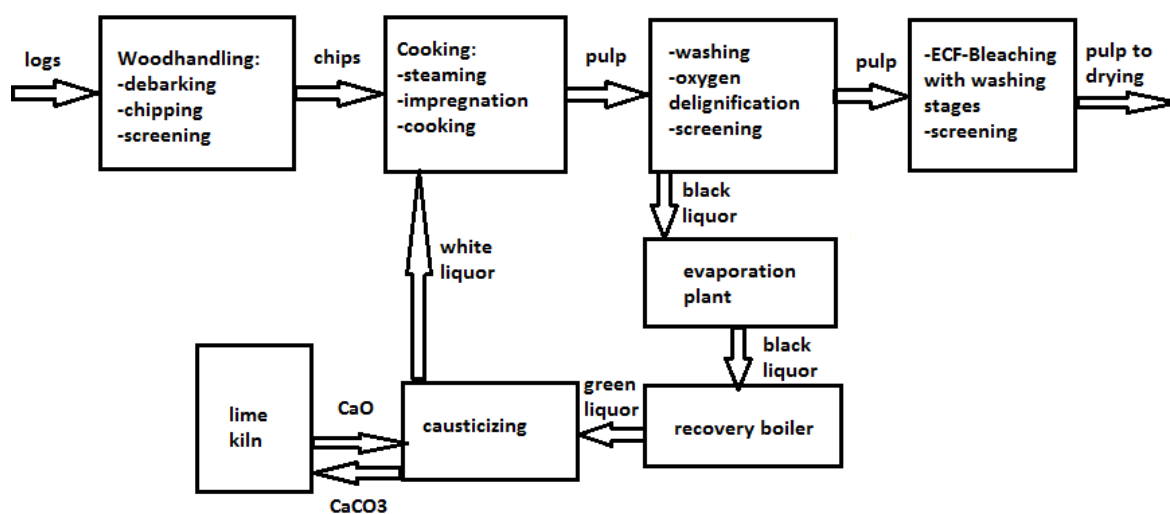 logs
Woodhandling:
-debarking
-chipping
-screening
chips
Cooking:
-steaming
-impregnation
-cooking
pulp
-washing
-oxygen
delignification
-screening
pulp
-ECF-Bleaching
with washing
stages
-screening
pulp to
drying
black
liquor
white
liquor
evaporation
plant
black
liquor
lime
kiln
CaO
CaCO3
causticizing
green
liquor
recovery boiler